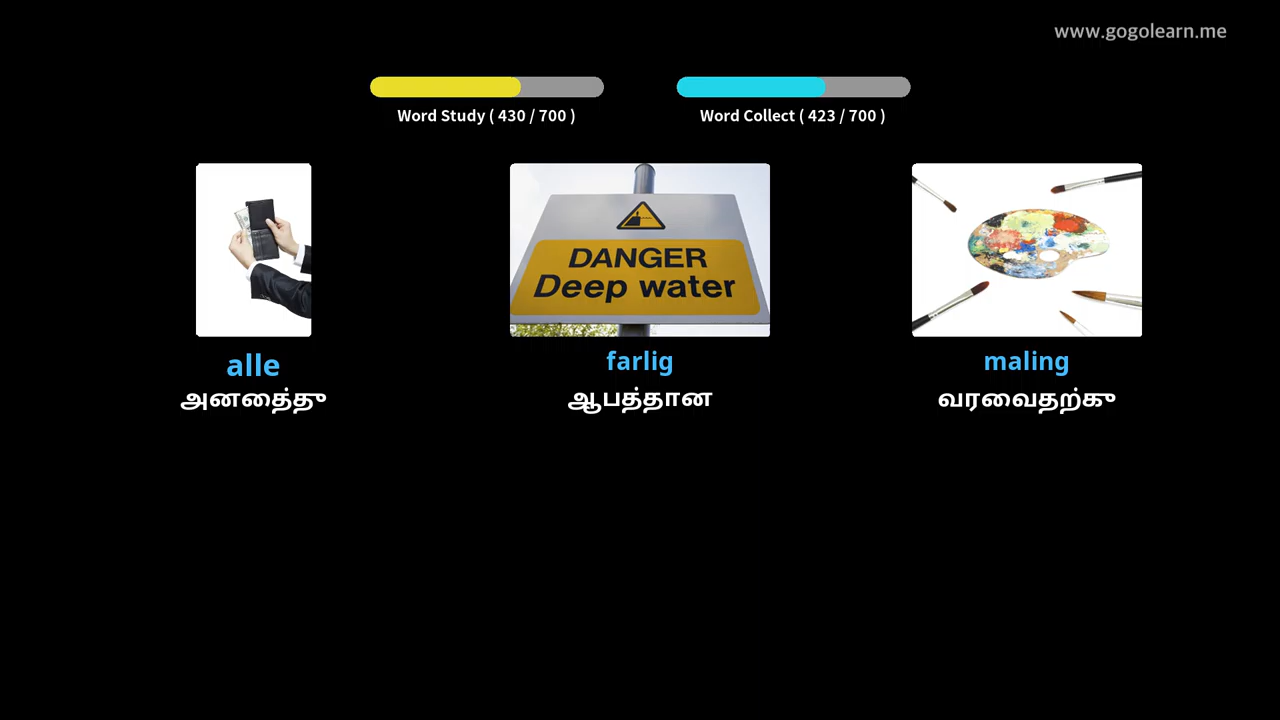 www.gogolearn.me
Word Study ( 430 / 700 )
Word Collect ( 423 / 700 )
DANGER
Deep water
alle
farlig
maling
அனைத்து
ஆபத்தான
வரவைதற்கு